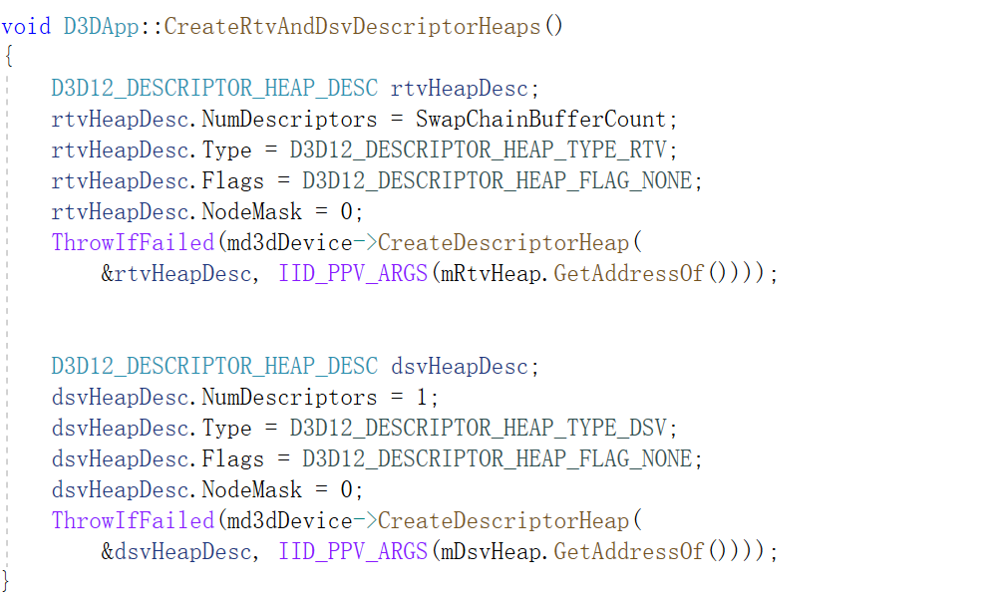 void D3DApp::CreateRtvAndDsvDescriptorHeaps()
{
    D3D12_DESCRIPTOR_HEAP_DESC rtvHeapDesc;
    rtvHeapDesc.NumDescriptors = SwapChainBufferCount;
    rtvHeapDesc.Type = D3D12_DESCRIPTOR_HEAP_TYPE_RTV;
    rtvHeapDesc.Flags = D3D12_DESCRIPTOR_HEAP_FLAG_NONE;
    rtvHeapDesc.NodeMask = 0;
    ThrowIfFailed(md3dDevice->CreateDescriptorHeap(
        &rtvHeapDesc, IID_PPV_ARGS(mRtvHeap.GetAddressOf())));


    D3D12_DESCRIPTOR_HEAP_DESC dsvHeapDesc;
    dsvHeapDesc.NumDescriptors = 1;
    dsvHeapDesc.Type = D3D12_DESCRIPTOR_HEAP_TYPE_DSV;
    dsvHeapDesc.Flags = D3D12_DESCRIPTOR_HEAP_FLAG_NONE;
    dsvHeapDesc.NodeMask = 0;
    ThrowIfFailed(md3dDevice->CreateDescriptorHeap(
        &dsvHeapDesc, IID_PPV_ARGS(mDsvHeap.GetAddressOf())));
}